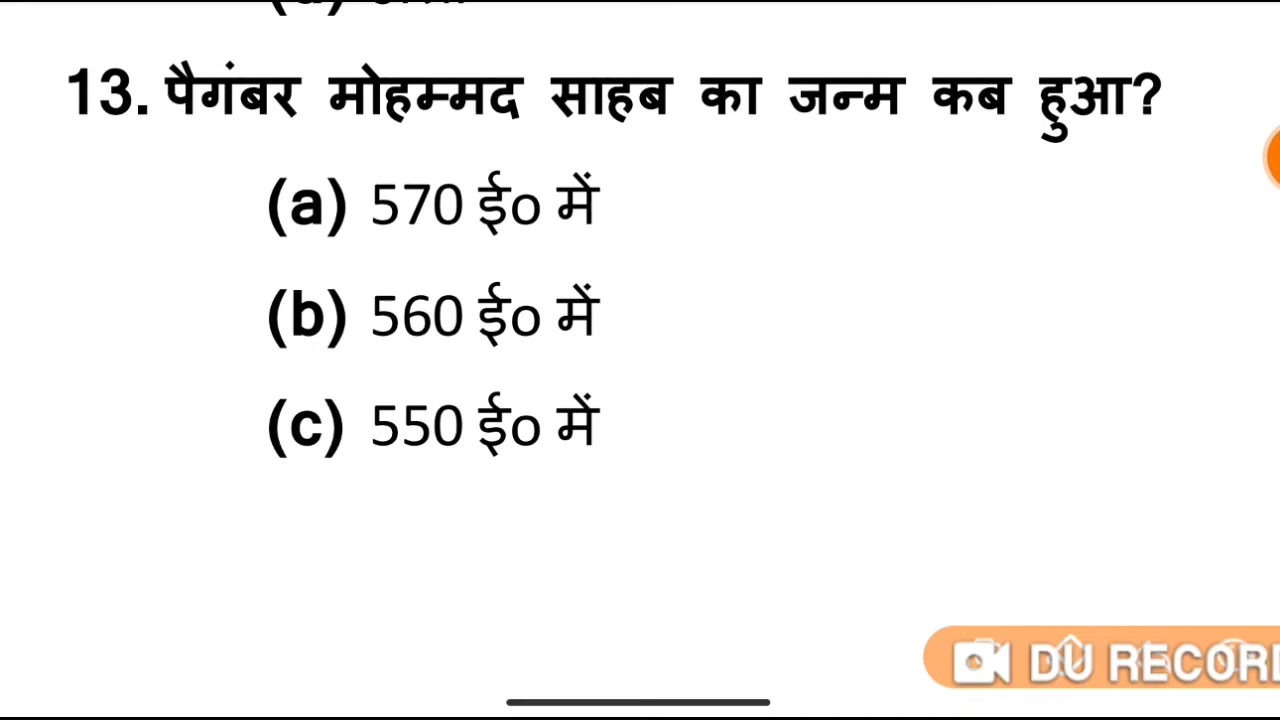 13. पैगंबर मोहम्मद साहब का जन्म कब हुआ?
(a) 570 ई० में
(b) 560 ई० में
(c) 550 ई० में
DU RECOR